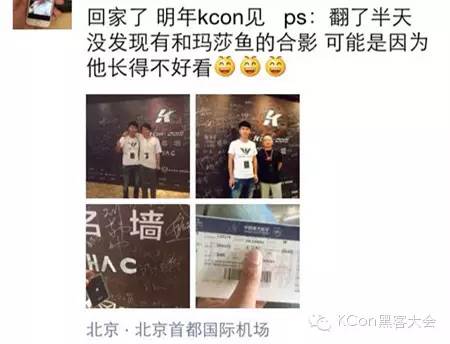 回家了 明年kcon见 ps：翻了半天
没发现有和玛莎鱼的合影 可能是因为
他长得不好看
名墙
HAC
北京 · 北京首都国际机场
KCon黑客大会